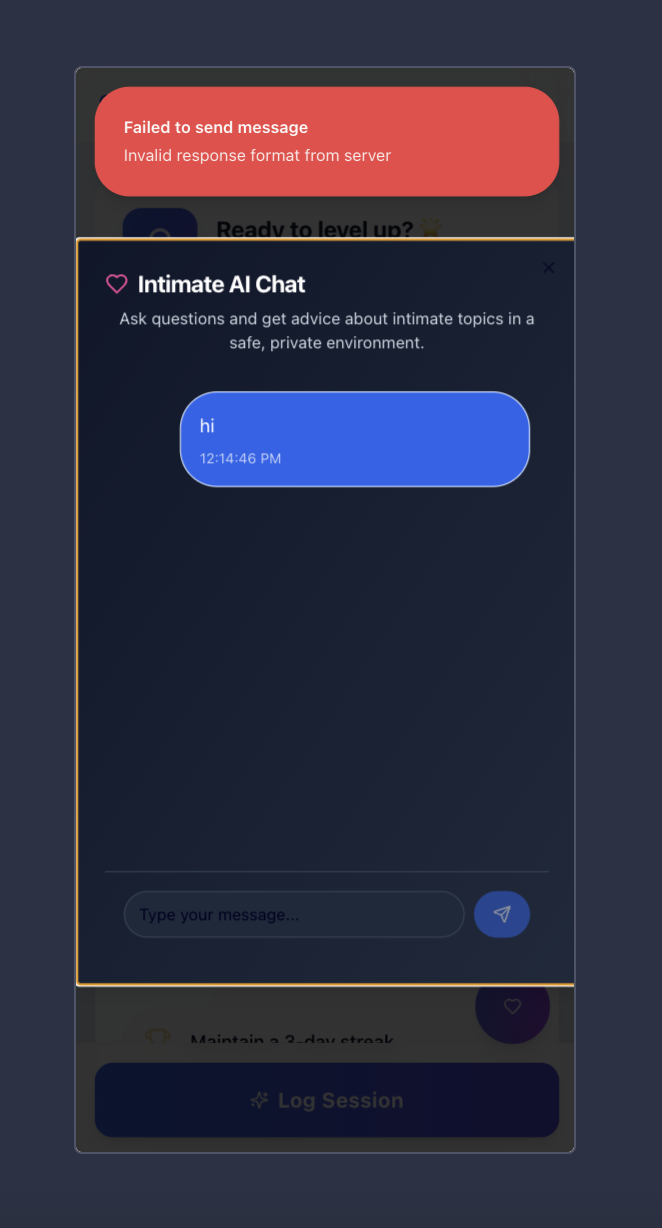 Failed to send message
Invalid response format from server
Ready to level up?
Intimate AI Chat
Ask questions and get advice about intimate topics in a
safe, private environment.
hi
12:14:46 PM
Type your message...
Maintain a 3-day streak
Log Session